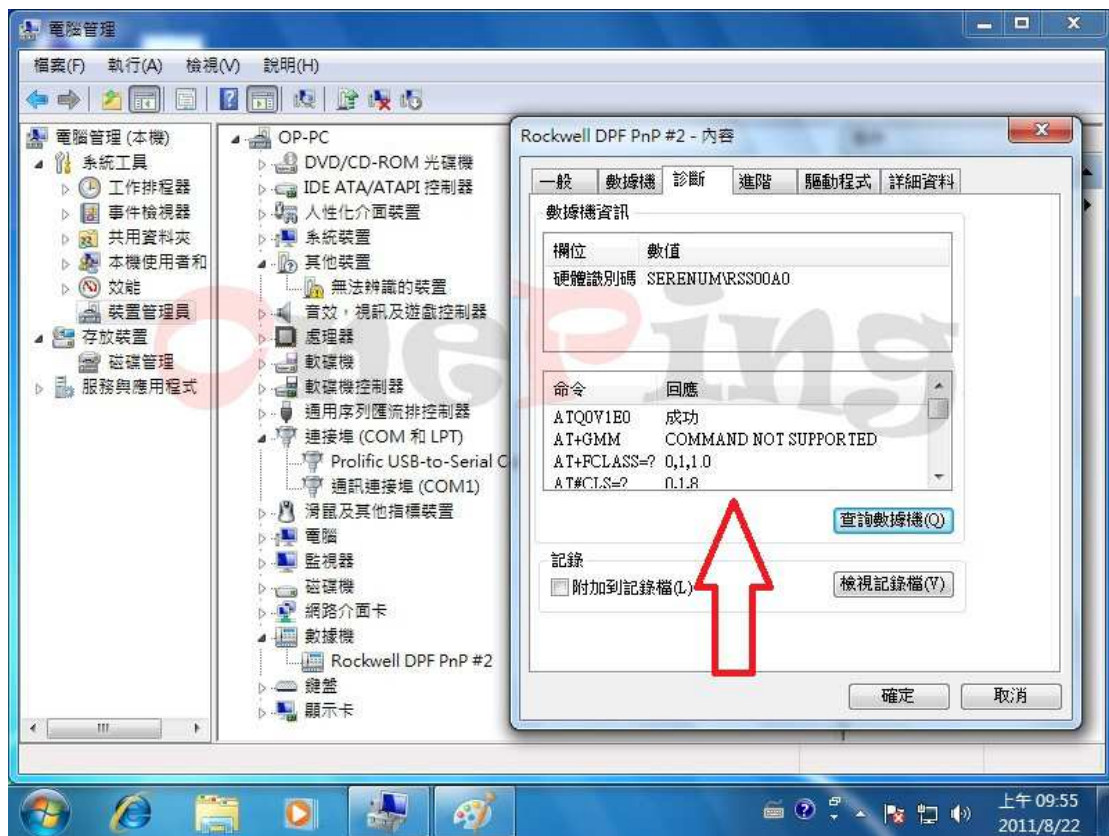 電腦管理
檔案(F) 執行(A) 檢視(V) 說明(H)
電腦管理 (本機)
系統工具
工作排程器
事件檢視器
共用資料夾
本機使用者和
效能
裝置管理員
存放裝置
磁碟管理
服務與應用程式
OP-PC
DVD/CD-ROM 光碟機
IDE ATA/ATAPI 控制器
人性化介面裝置
系統裝置
其他裝置
無法辨識的裝置
音效，視訊及遊戲控制器
處理器
軟碟機
軟碟機控制器
通用序列匯流排控制器
連接埠 (COM 和 LPT)
Prolific USB-to-Serial C
通訊連接埠 (COM1)
滑鼠及其他指標裝置
電腦
監視器
磁碟機
網路介面卡
數據機
Rockwell DPF PnP #2
鍵盤
顯示卡
Rockwell DPF PnP #2 - 內容
一般 數據機 診斷 進階 驅動程式 詳細資料
數據機資訊
欄位 數值
硬體識別碼 SERENUM\RSS00A0
命令 回應
ATQ0V1E0 成功
AT+GMM COMMAND NOT SUPPORTED
AT+FCLASS=? 0,1,1.0
AT#CLS=? 0,1,8
查詢數據機(Q)
記錄
附加到記錄檔(L)
檢視記錄檔(V)
確定 取消
OnePing
上午 09:55
2011/8/22